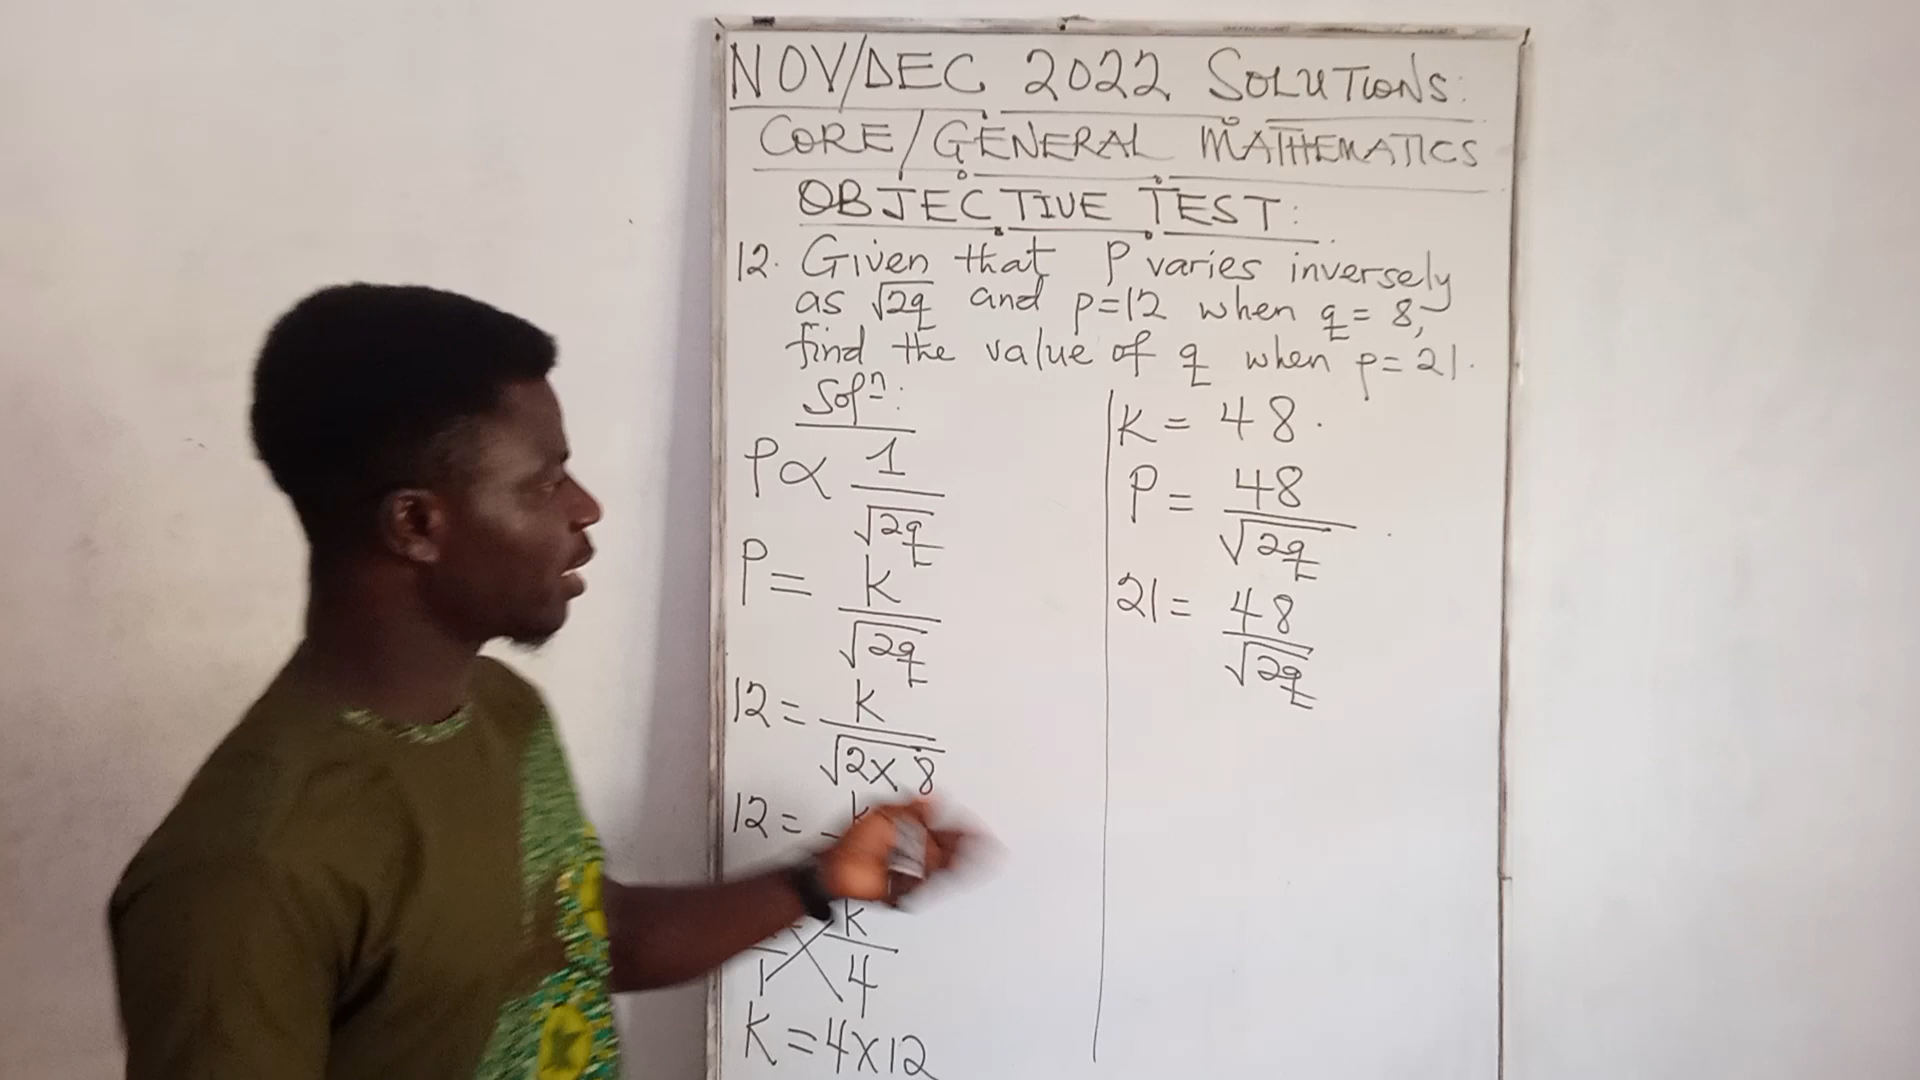 NOV/DEC 2022 SOLUTIONS:
CORE/GENERAL MATHEMATICS
OBJECTIVE TEST:
12. Given that P varies inversely
as √2q and p=12 when q=8,
find the value of q when p=21.
Solⁿ:
P∝ 1/√2q
P= k/√2q
12= k/√2×8
12= k
k/4
1
K=4×12
K= 48.
P= 48/√2q
21= 48/√2q